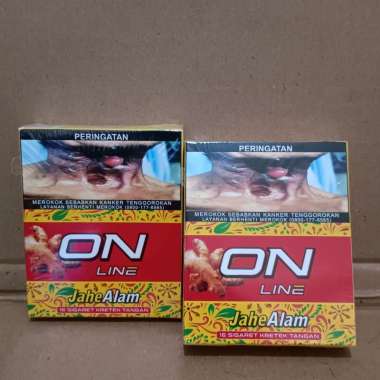 PERINGATAN
MEROKOK SEBABKAN KANKER TENGGOROKAN
LAYANAN BERHENTI MEROKOK (0800-177-6565)
ON
LINE
JaheAlam
16 SIGARET KRETEK TANGAN
PERINGATAN
MEROKOK SEBABKAN KANKER TENGGOROKAN
LAYANAN BERHENTI MEROKOK (0800-177-6565)
ON
LINE
JaheAlam
16 SIGARET KRETEK TANGAN